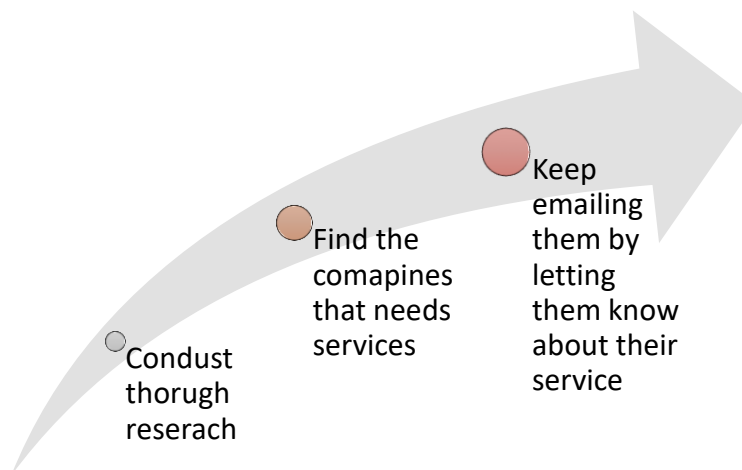 Condust
thorugh
reserach
Find the
comapines
that needs
services
Keep
emailing
them by
letting
them know
about their
service